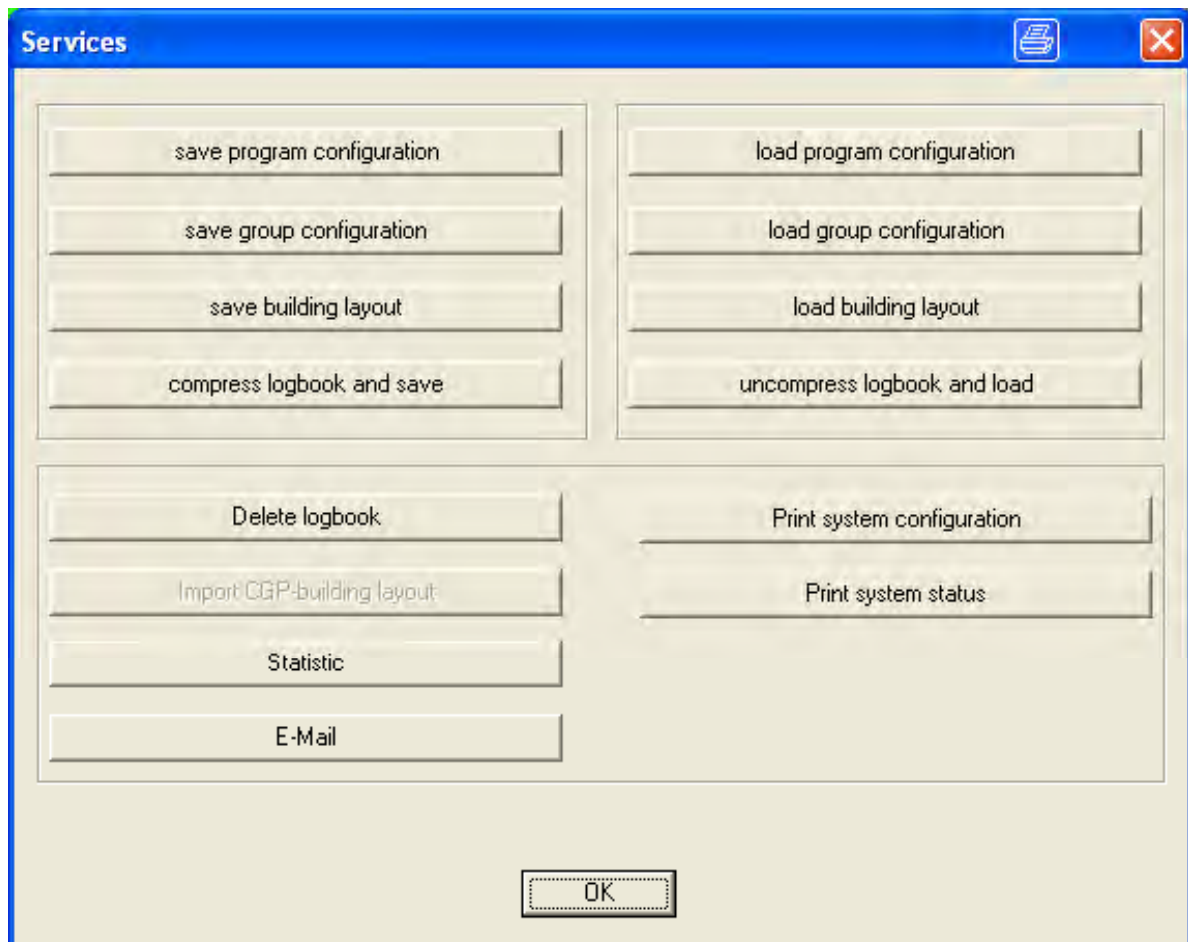 Services
save program configuration
save group configuration
save building layout
compress logbook and save
load program configuration
load group configuration
load building layout
uncompress logbook and load
Delete logbook
Import CGP-building layout
Statistic
E-Mail
Print system configuration
Print system status
OK